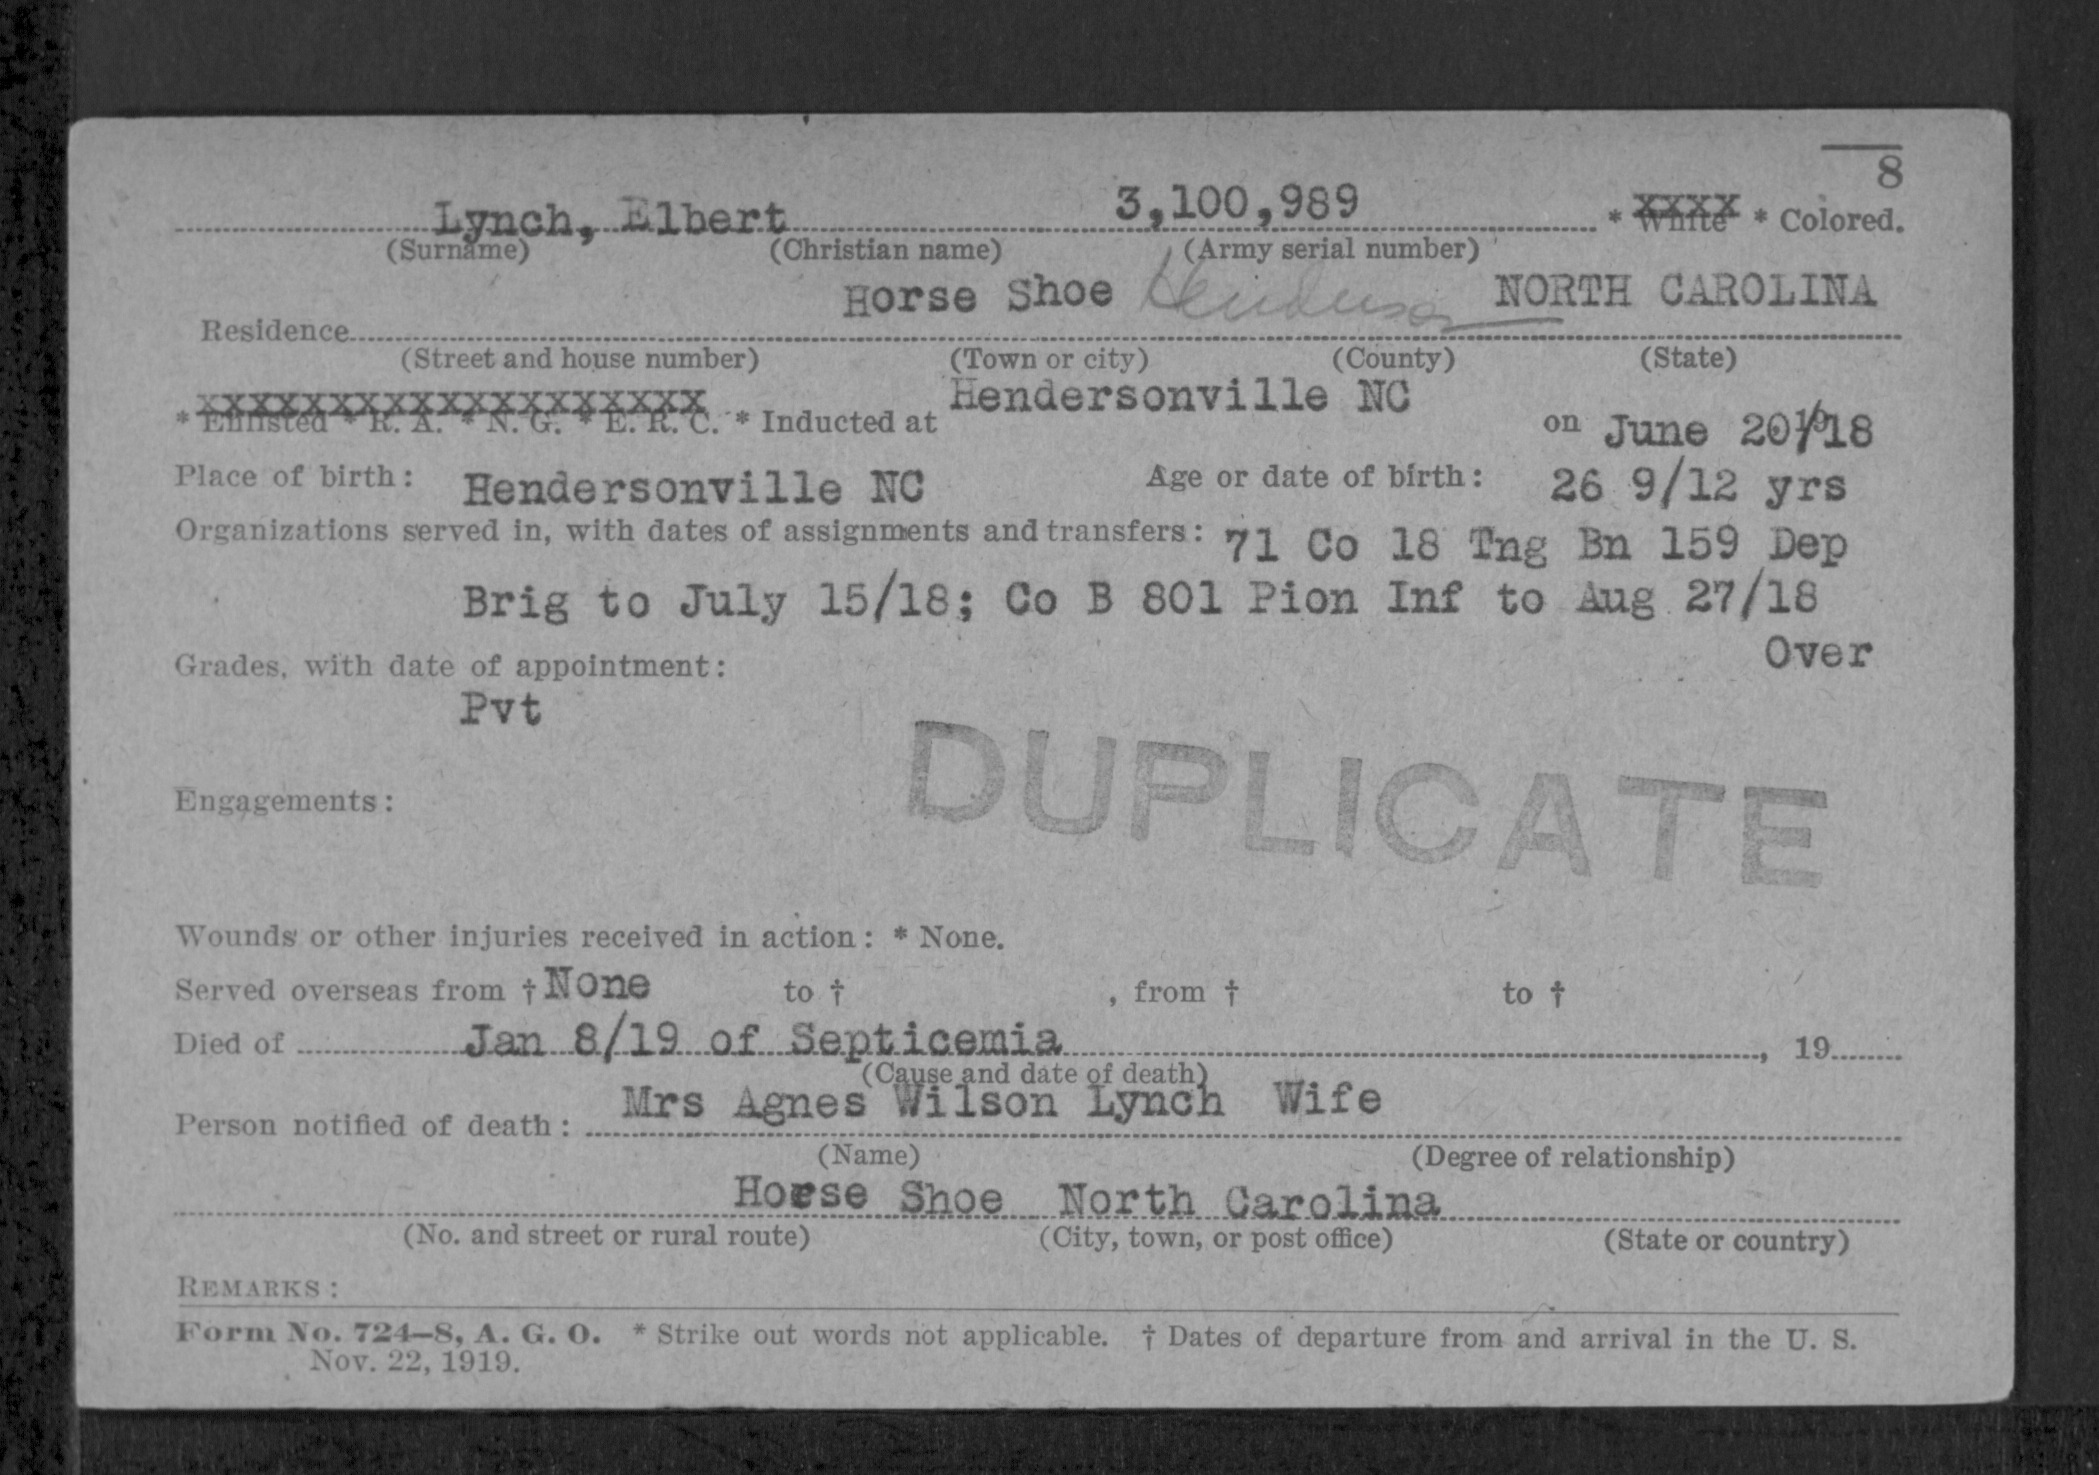 8
Lynch, Elbert 3,100,989 * White * Colored.
(Surname) (Christian name) (Army serial number)
Horse Shoe Henderson NORTH CAROLINA
Residence
(Street and house number) (Town or city) (County) (State)
* Enlisted * R. A. * N. G. * E. R. C. * Inducted at Hendersonville NC on June 20/18
Place of birth: Hendersonville NC Age or date of birth: 26 9/12 yrs
Organizations served in, with dates of assignments and transfers: 71 Co 18 Tng Bn 159 Dep
Brig to July 15/18; Co B 801 Pion Inf to Aug 27/18
Over
Grades, with date of appointment:
Pvt
DUPLICATE
Engagements:
Wounds or other injuries received in action: * None.
Served overseas from † None to † , from † to †
Died of Jan 8/19 of Septicemia , 19
(Cause and date of death)
Person notified of death: Mrs Agnes Wilson Lynch Wife
(Name) (Degree of relationship)
Horse Shoe North Carolina
(No. and street or rural route) (City, town, or post office) (State or country)
REMARKS:
Form No. 724–8, A. G. O. * Strike out words not applicable. † Dates of departure from and arrival in the U. S.
Nov. 22, 1919.